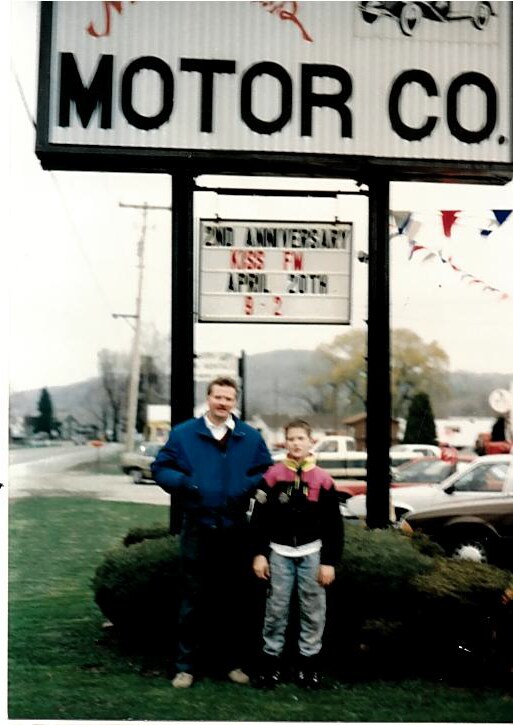 MOTOR CO.
2ND ANNIVERSARY
KISS FM
APRIL 20TH
9-2